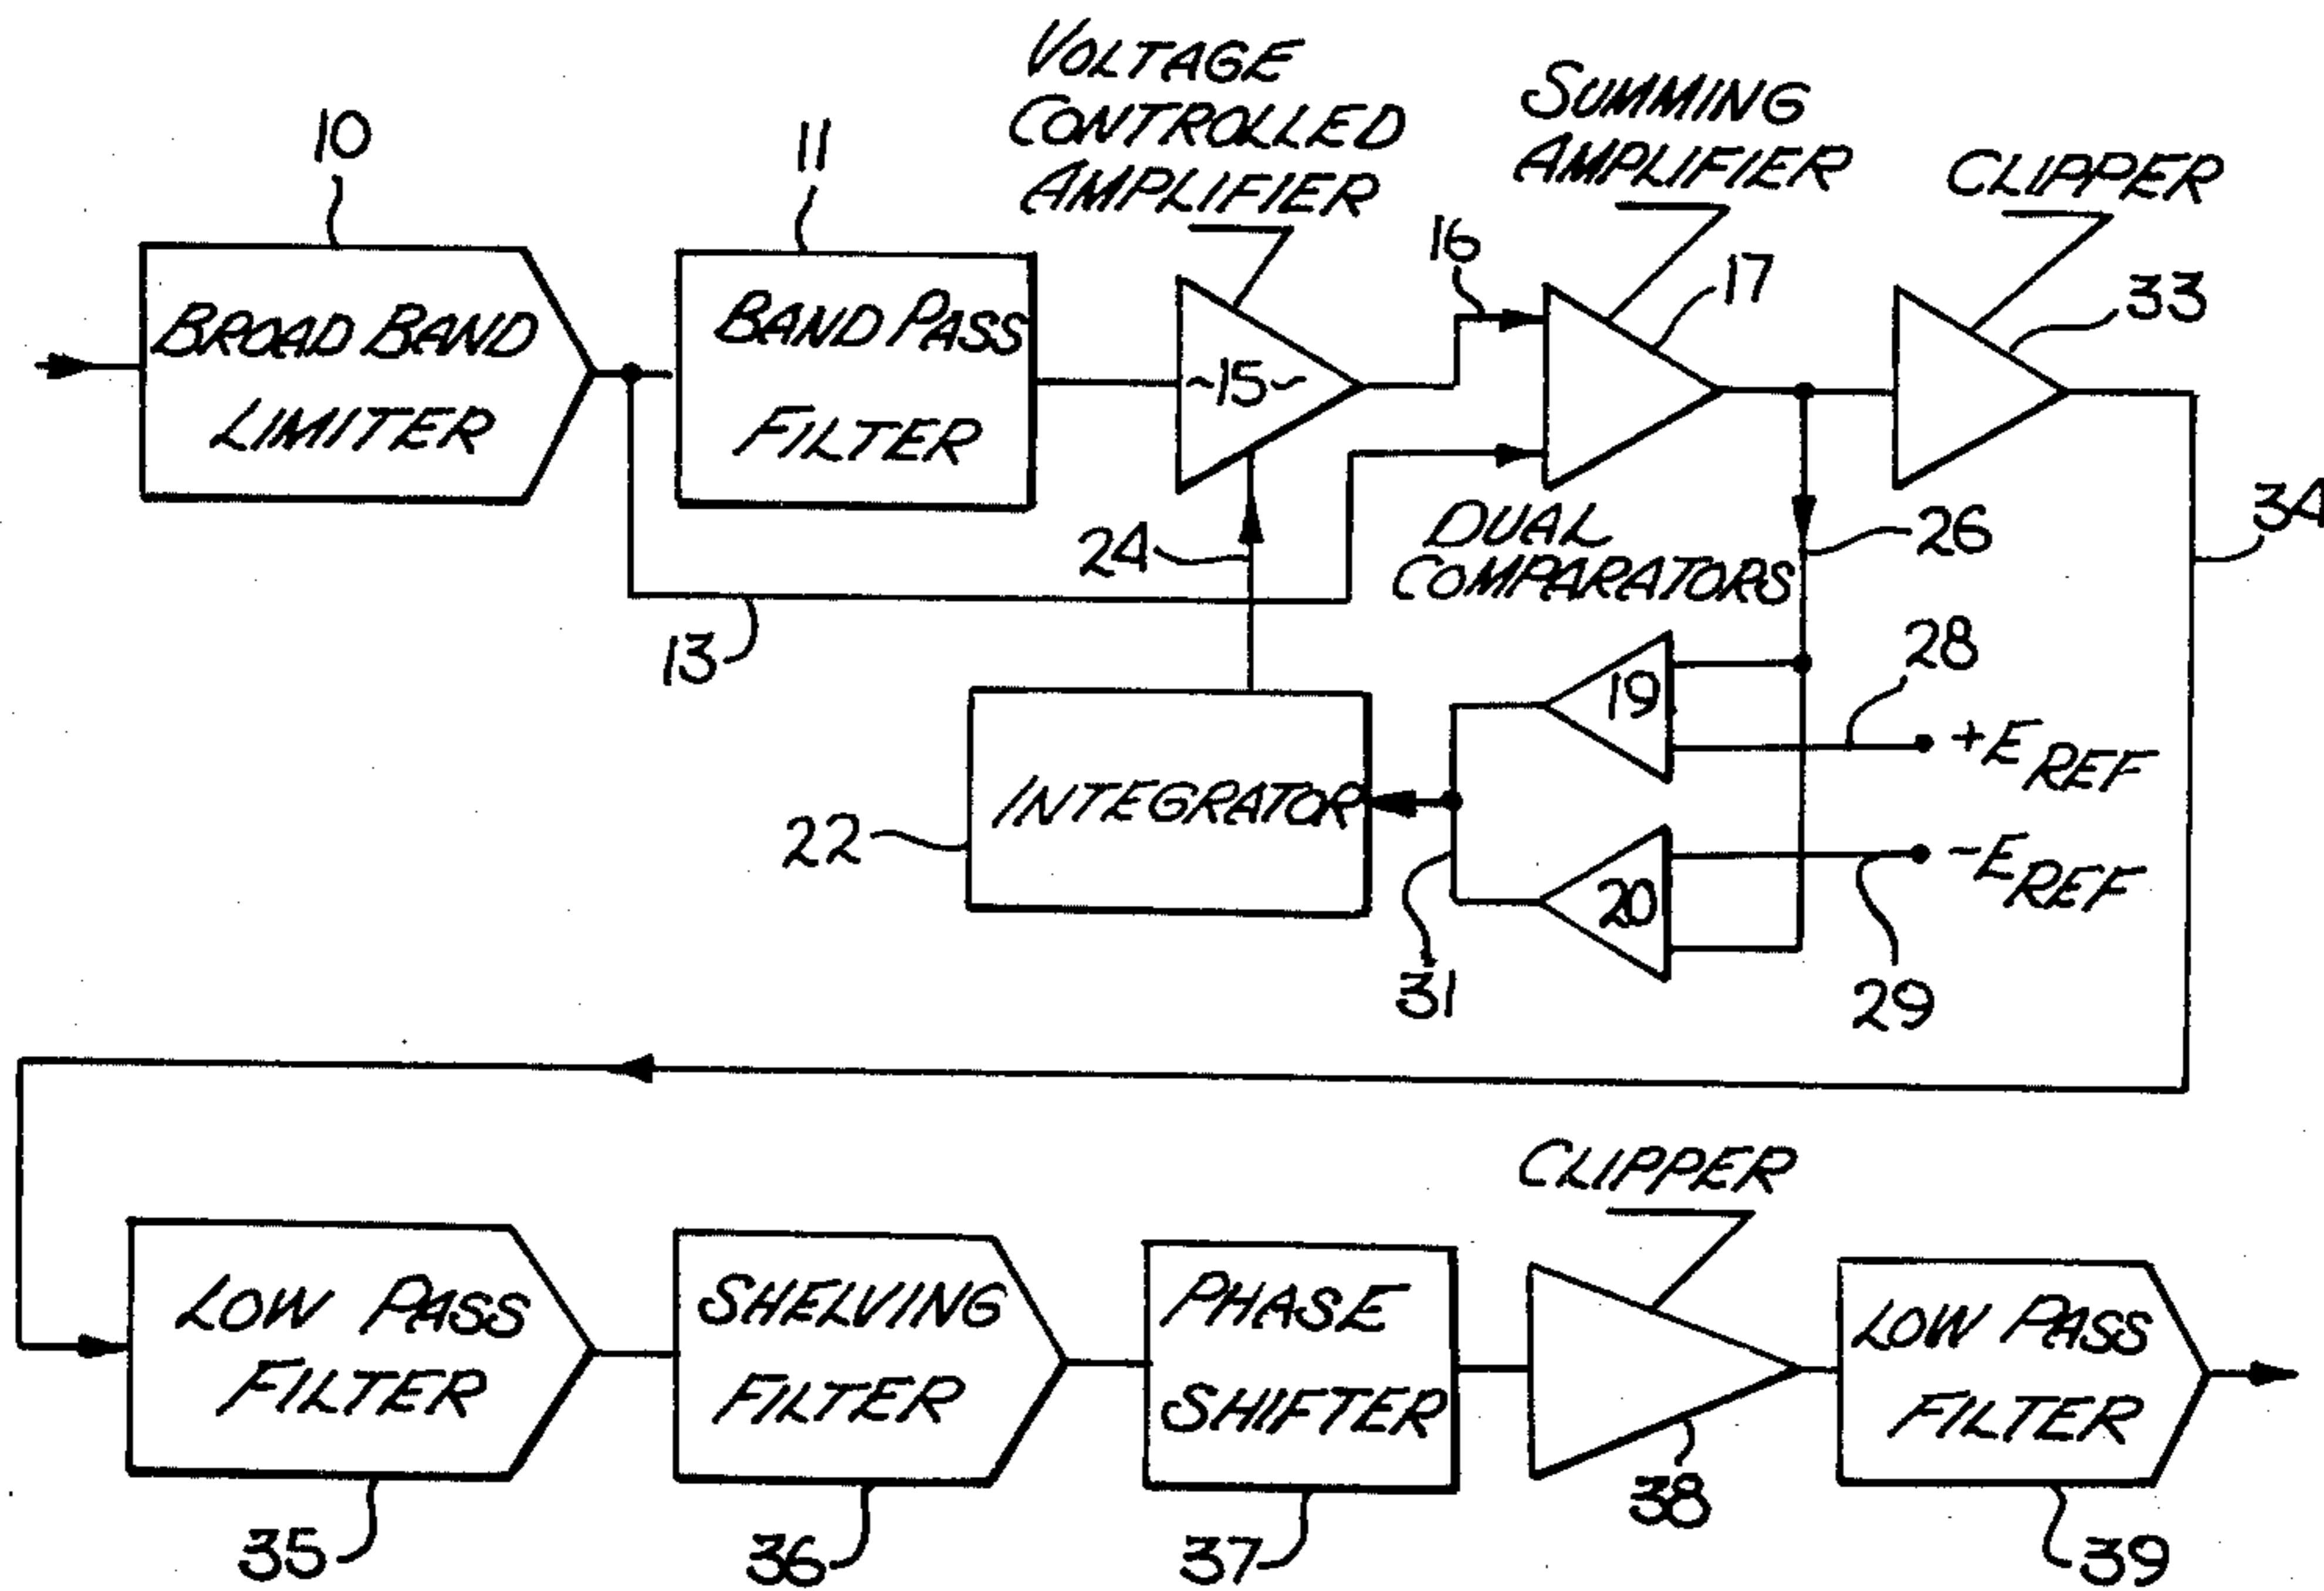 VOLTAGE
CONTROLLED
AMPLIFIER
SUMMING
AMPLIFIER
CLIPPER
10
11
16
17
33
BROAD BAND
LIMITER
BAND PASS
FILTER
~15~
24
DUAL
COMPARATORS
26
34
13
28
19
+EREF
INTEGRATOR
22
20
-EREF
31
29
CLIPPER
LOW PASS
FILTER
SHELVING
FILTER
PHASE
SHIFTER
LOW PASS
FILTER
35
36
37
38
39